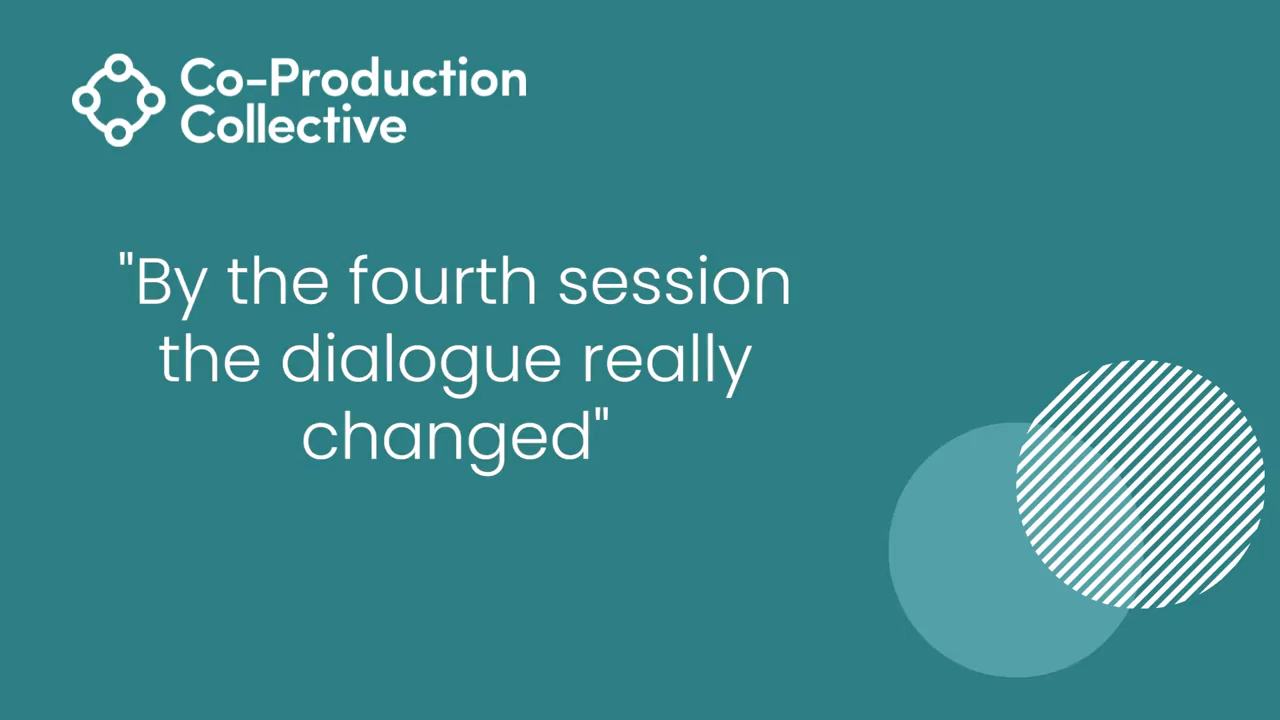 Co-Production
Collective
"By the fourth session
the dialogue really
changed"